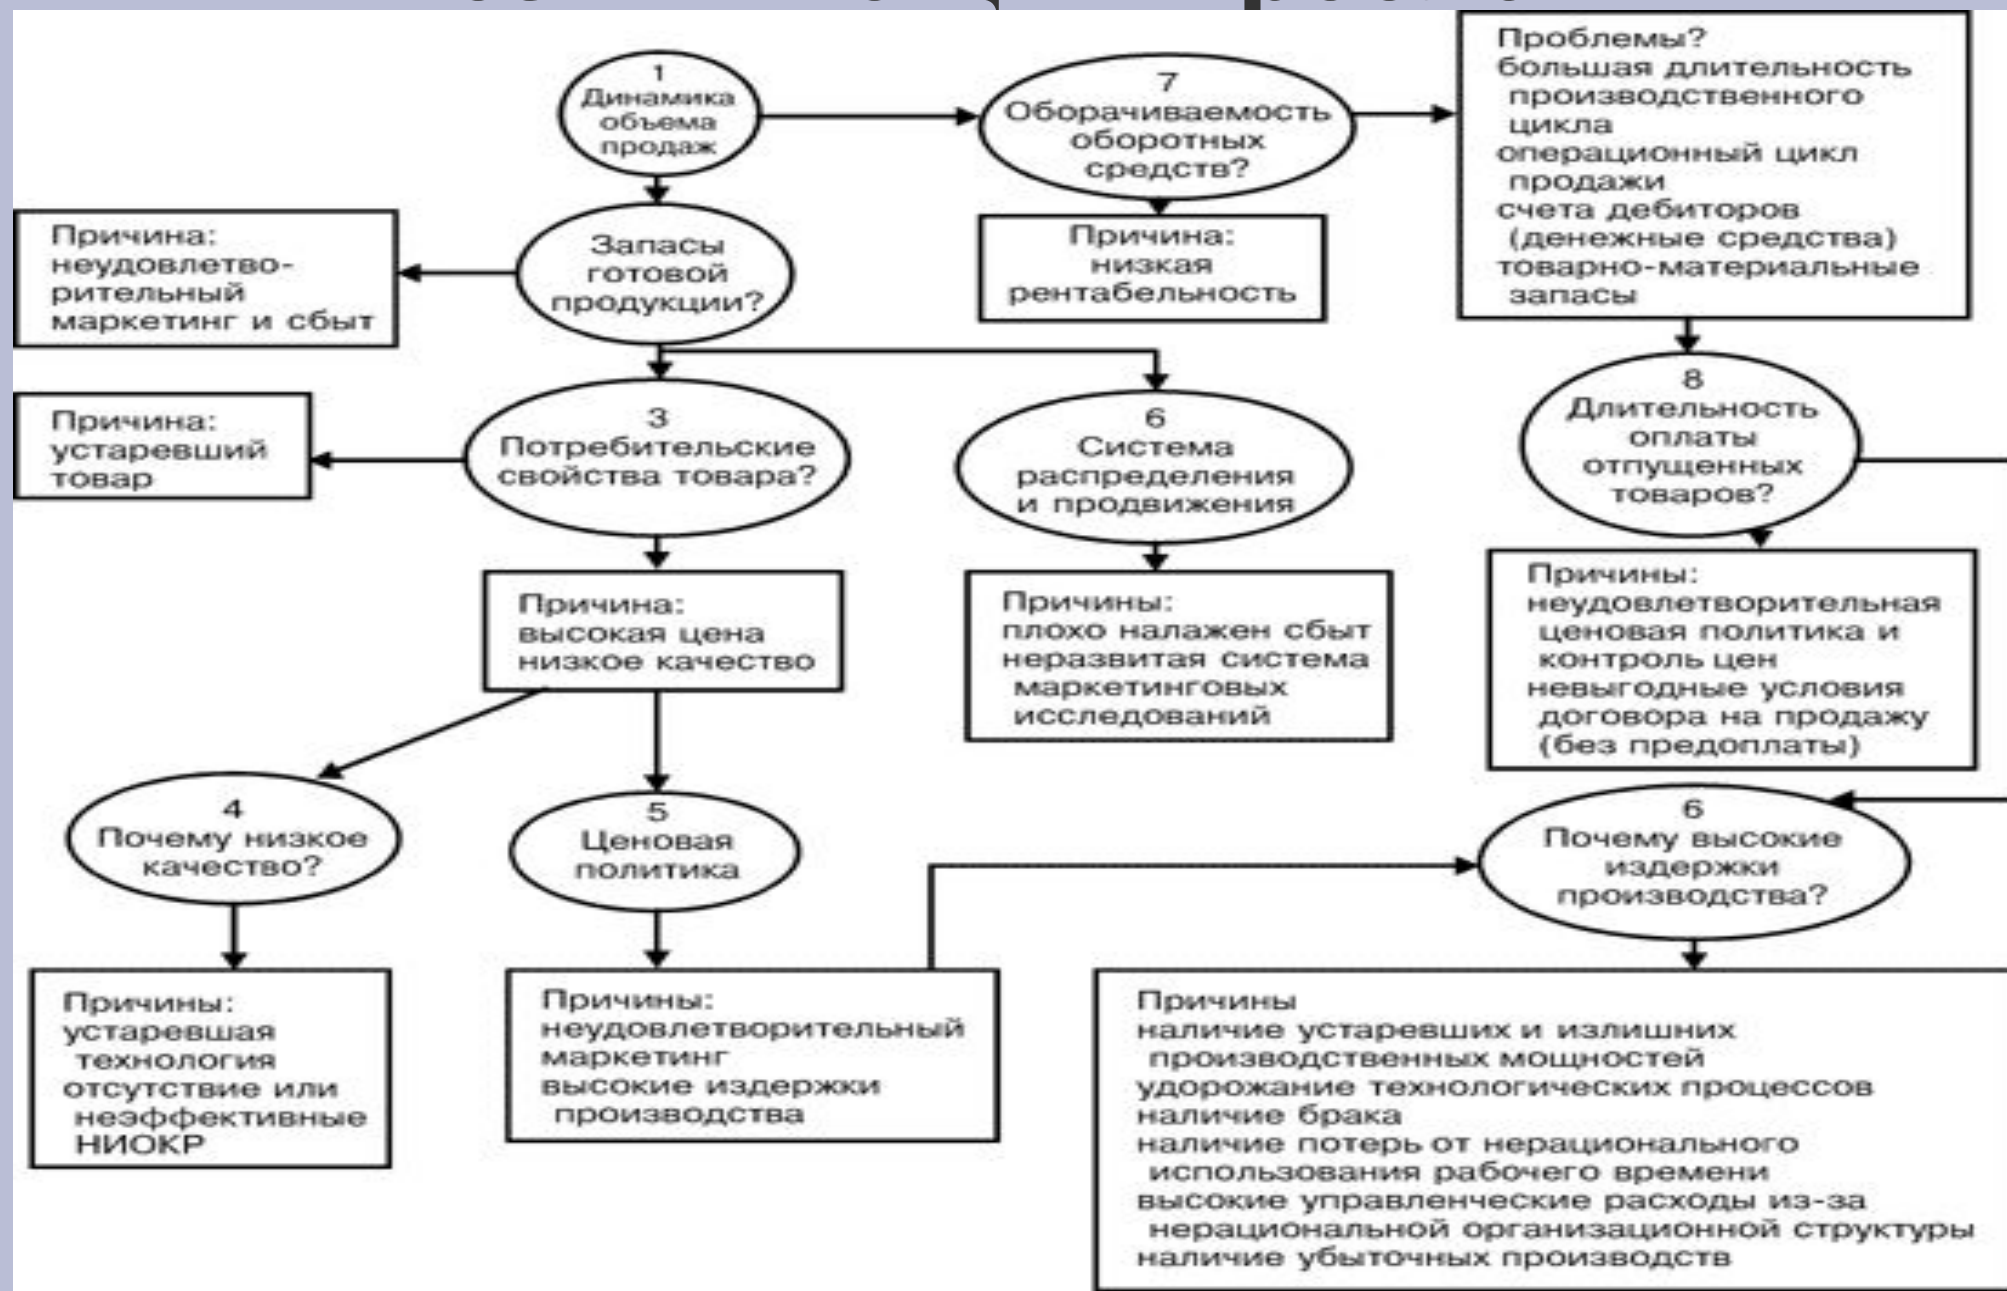 1
Динамика
объема
продаж
7
Оборачиваемость
оборотных
средств?
Проблемы?
большая длительность
производственного
цикла
операционный цикл
продажи
счета дебиторов
(денежные средства)
товарно-материальные
запасы
Причина:
неудовлетво-
рительный
маркетинг и сбыт
Запасы
готовой
продукции?
Причина:
низкая
рентабельность
Причина:
устаревший
товар
3
Потребительские
свойства товара?
6
Система
распределения
и продвижения
8
Длительность
оплаты
отпущенных
товаров?
Причина:
высокая цена
низкое качество
Причины:
плохо налажен сбыт
неразвитая система
маркетинговых
исследований
Причины:
неудовлетворительная
ценовая политика и
контроль цен
невыгодные условия
договора на продажу
(без предоплаты)
4
Почему низкое
качество?
5
Ценовая
политика
6
Почему высокие
издержки
производства?
Причины:
устаревшая
технология
отсутствие или
неэффективные
НИОКР
Причины:
неудовлетворительный
маркетинг
высокие издержки
производства
Причины
наличие устаревших и излишних
производственных мощностей
удорожание технологических процессов
наличие брака
наличие потерь от нерационального
использования рабочего времени
высокие управленческие расходы из-за
нерациональной организационной структуры
наличие убыточных производств